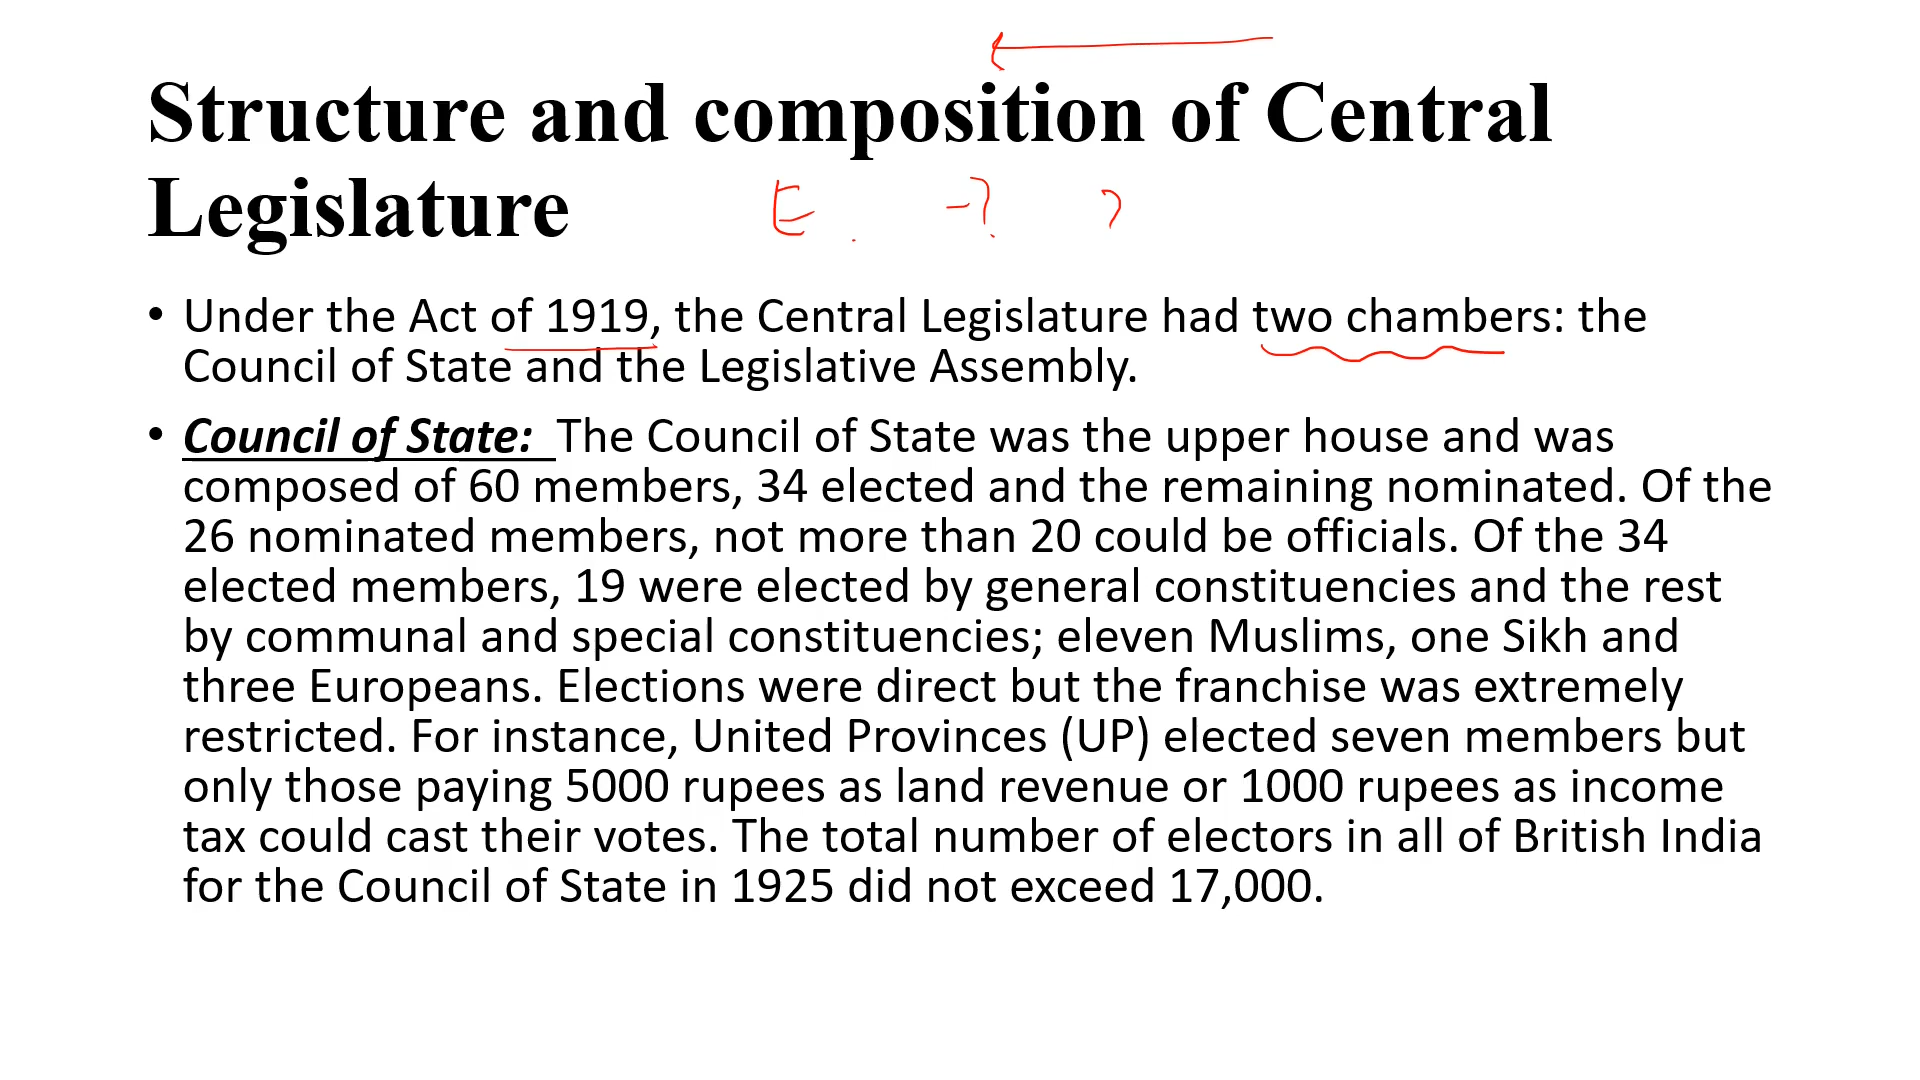 Structure and composition of Central
Legislature
• Under the Act of 1919, the Central Legislature had two chambers: the
Council of State and the Legislative Assembly.
• Council of State: The Council of State was the upper house and was
composed of 60 members, 34 elected and the remaining nominated. Of the
26 nominated members, not more than 20 could be officials. Of the 34
elected members, 19 were elected by general constituencies and the rest
by communal and special constituencies; eleven Muslims, one Sikh and
three Europeans. Elections were direct but the franchise was extremely
restricted. For instance, United Provinces (UP) elected seven members but
only those paying 5000 rupees as land revenue or 1000 rupees as income
tax could cast their votes. The total number of electors in all of British India
for the Council of State in 1925 did not exceed 17,000.